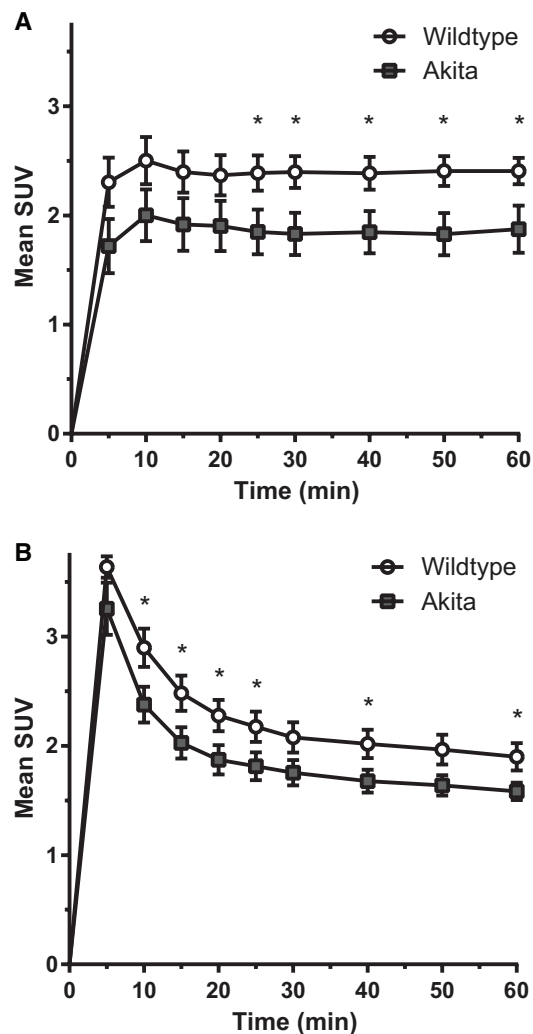 A
Wildtype
Akita
* * * * *
3
2
1
0
Mean SUV
0 10 20 30 40 50 60
Time (min)
B
Wildtype
Akita
* * * * * *
3
2
1
0
Mean SUV
0 10 20 30 40 50 60
Time (min)